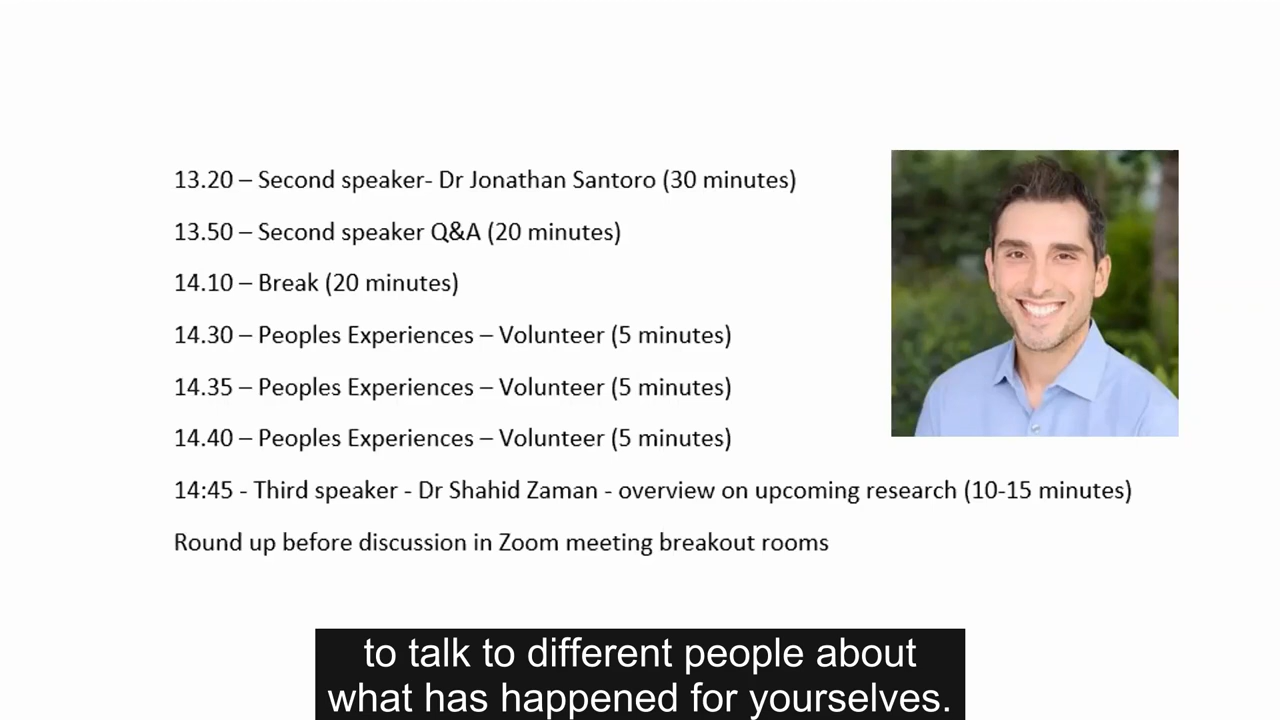 13.20 – Second speaker- Dr Jonathan Santoro (30 minutes)
13.50 – Second speaker Q&A (20 minutes)
14.10 – Break (20 minutes)
14.30 – Peoples Experiences – Volunteer (5 minutes)
14.35 – Peoples Experiences – Volunteer (5 minutes)
14.40 – Peoples Experiences – Volunteer (5 minutes)
14:45 - Third speaker - Dr Shahid Zaman - overview on upcoming research (10-15 minutes)
Round up before discussion in Zoom meeting breakout rooms
to talk to different people about
what has happened for yourselves.